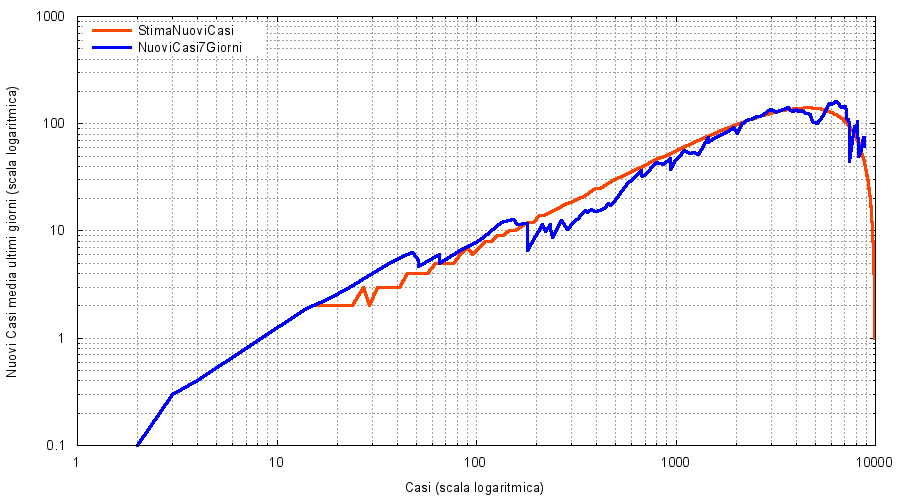 1000
100
10
1
0.1
StimaNuoviCasi
NuoviCasi7Giorni
Nuovi Casi media ultimi giorni (scala logaritmica)
1 10 100 1000 10000
Casi (scala logaritmica)